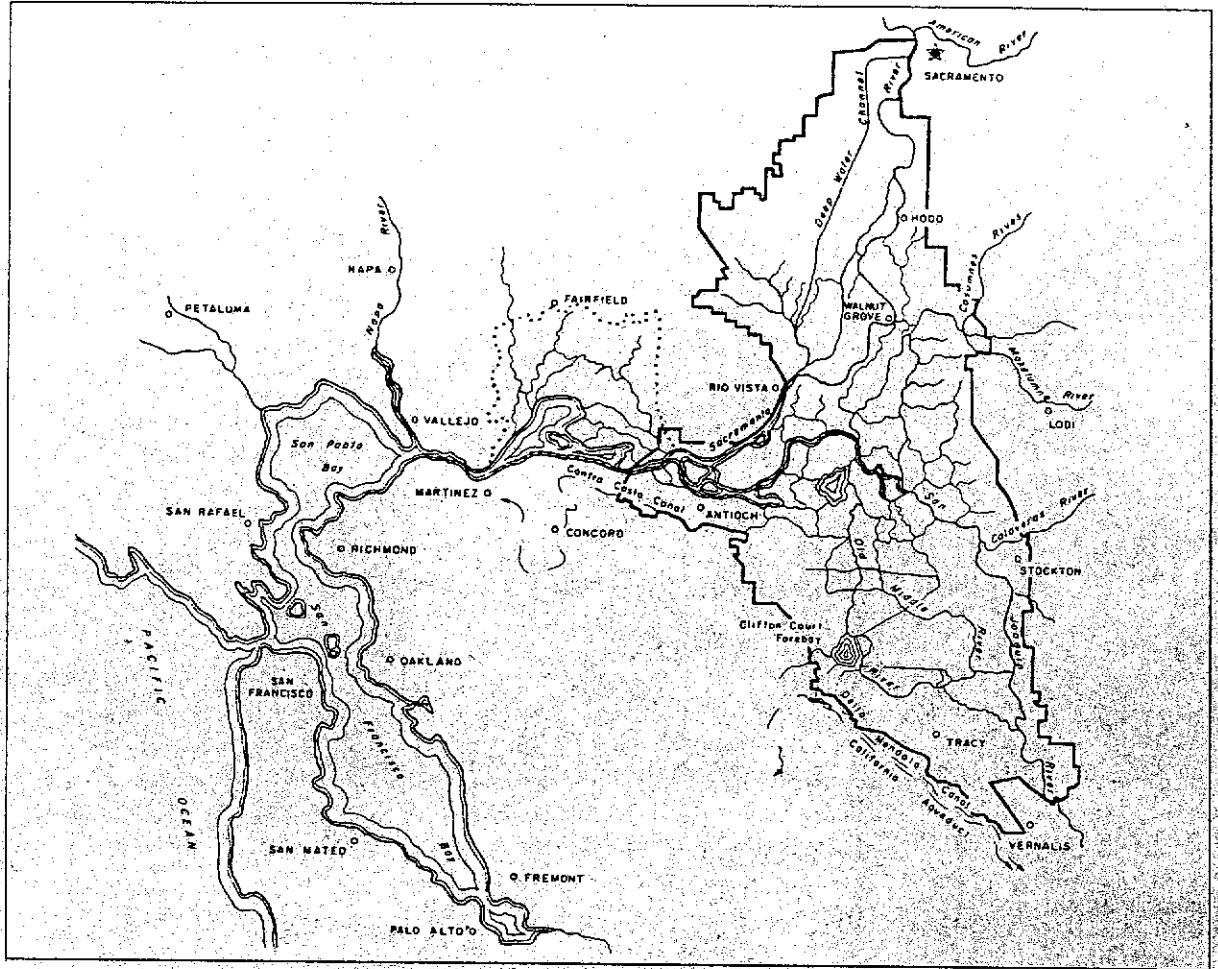 American
River
SACRAMENTO
River
Channel
Water
Deep
HOOD
River
NAPA
Napa
PETALUMA
FAIRFIELD
Cosumnes
River
WALNUT
GROVE
Mokelumne
River
LODI
RIO VISTA
Sacramento
VALLEJO
San Pablo
Bay
MARTINEZ
Contra Costa Canal
ANTIOCH
CONCORD
San
Calaveras
River
STOCKTON
SAN RAFAEL
RICHMOND
Old
Middle
River
Joaquin
San
Clifton Court
Forebay
River
PACIFIC
OAKLAND
SAN
FRANCISCO
Francisco
Delta
Mendota
Canal
California
Aqueduct
TRACY
River
VERNALIS
OCEAN
SAN MATEO
Bay
FREMONT
PALO ALTO